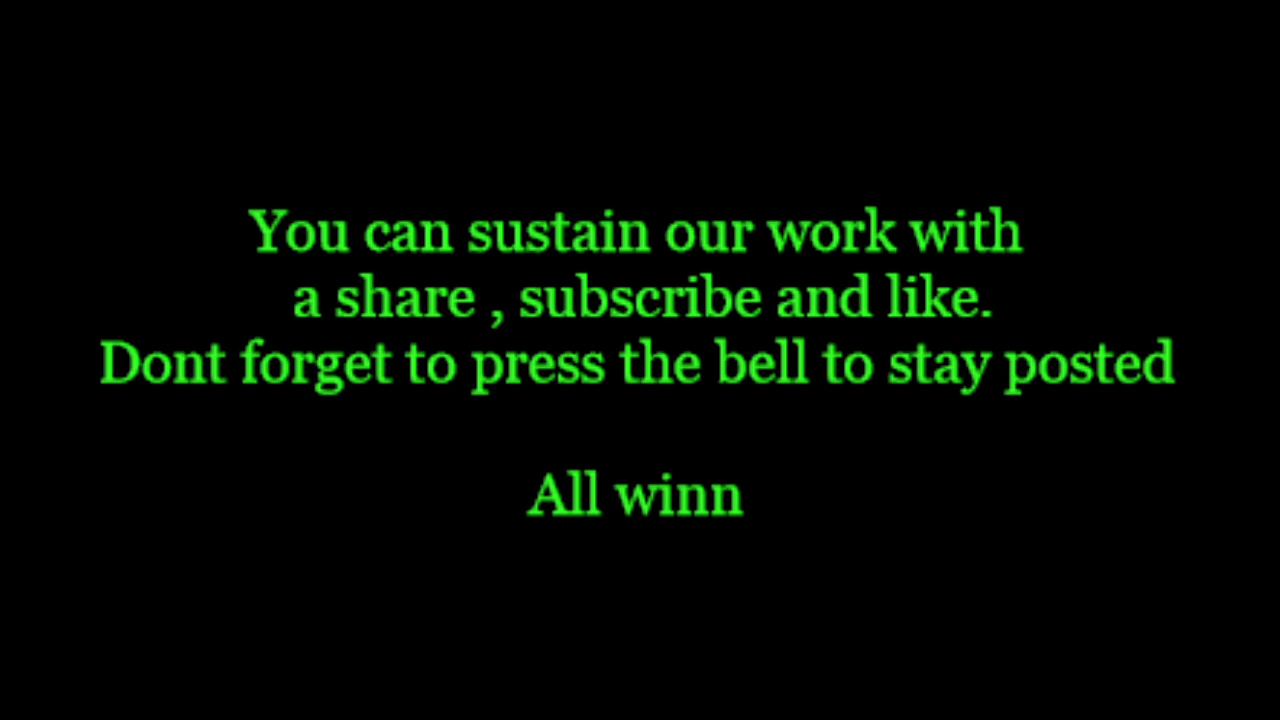 You can sustain our work with
a share , subscribe and like.
Dont forget to press the bell to stay posted
All winn